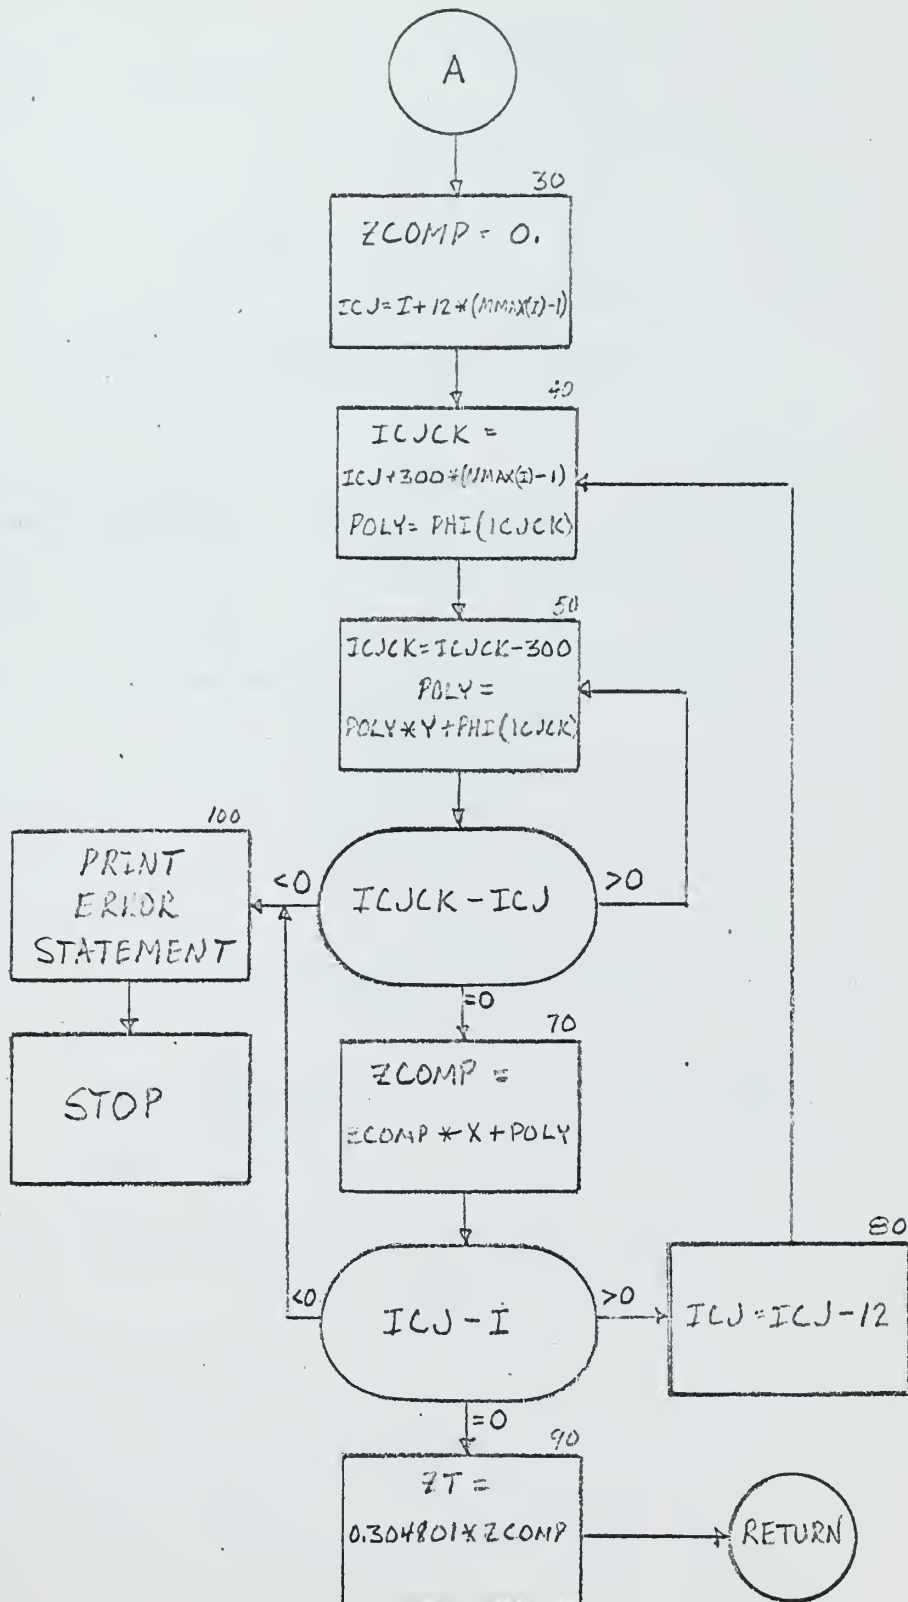 A
30
ZCOMP = 0.
ICJ=I+12*(MMAX(I)-1)
40
ICJCK =
ICJ+300*(NMAX(I)-1)
POLY= PHI(ICJCK)
50
ICJCK=ICJCK-300
POLY=
POLY*Y+PHI(ICJCK)
100
PRINT
ERROR
STATEMENT
<0
ICJCK-ICJ
>0
=0
STOP
70
ZCOMP =
ZCOMP*X+POLY
80
<0
ICJ-I
>0
ICJ=ICJ-12
=0
90
ZT =
0.304801*ZCOMP
RETURN